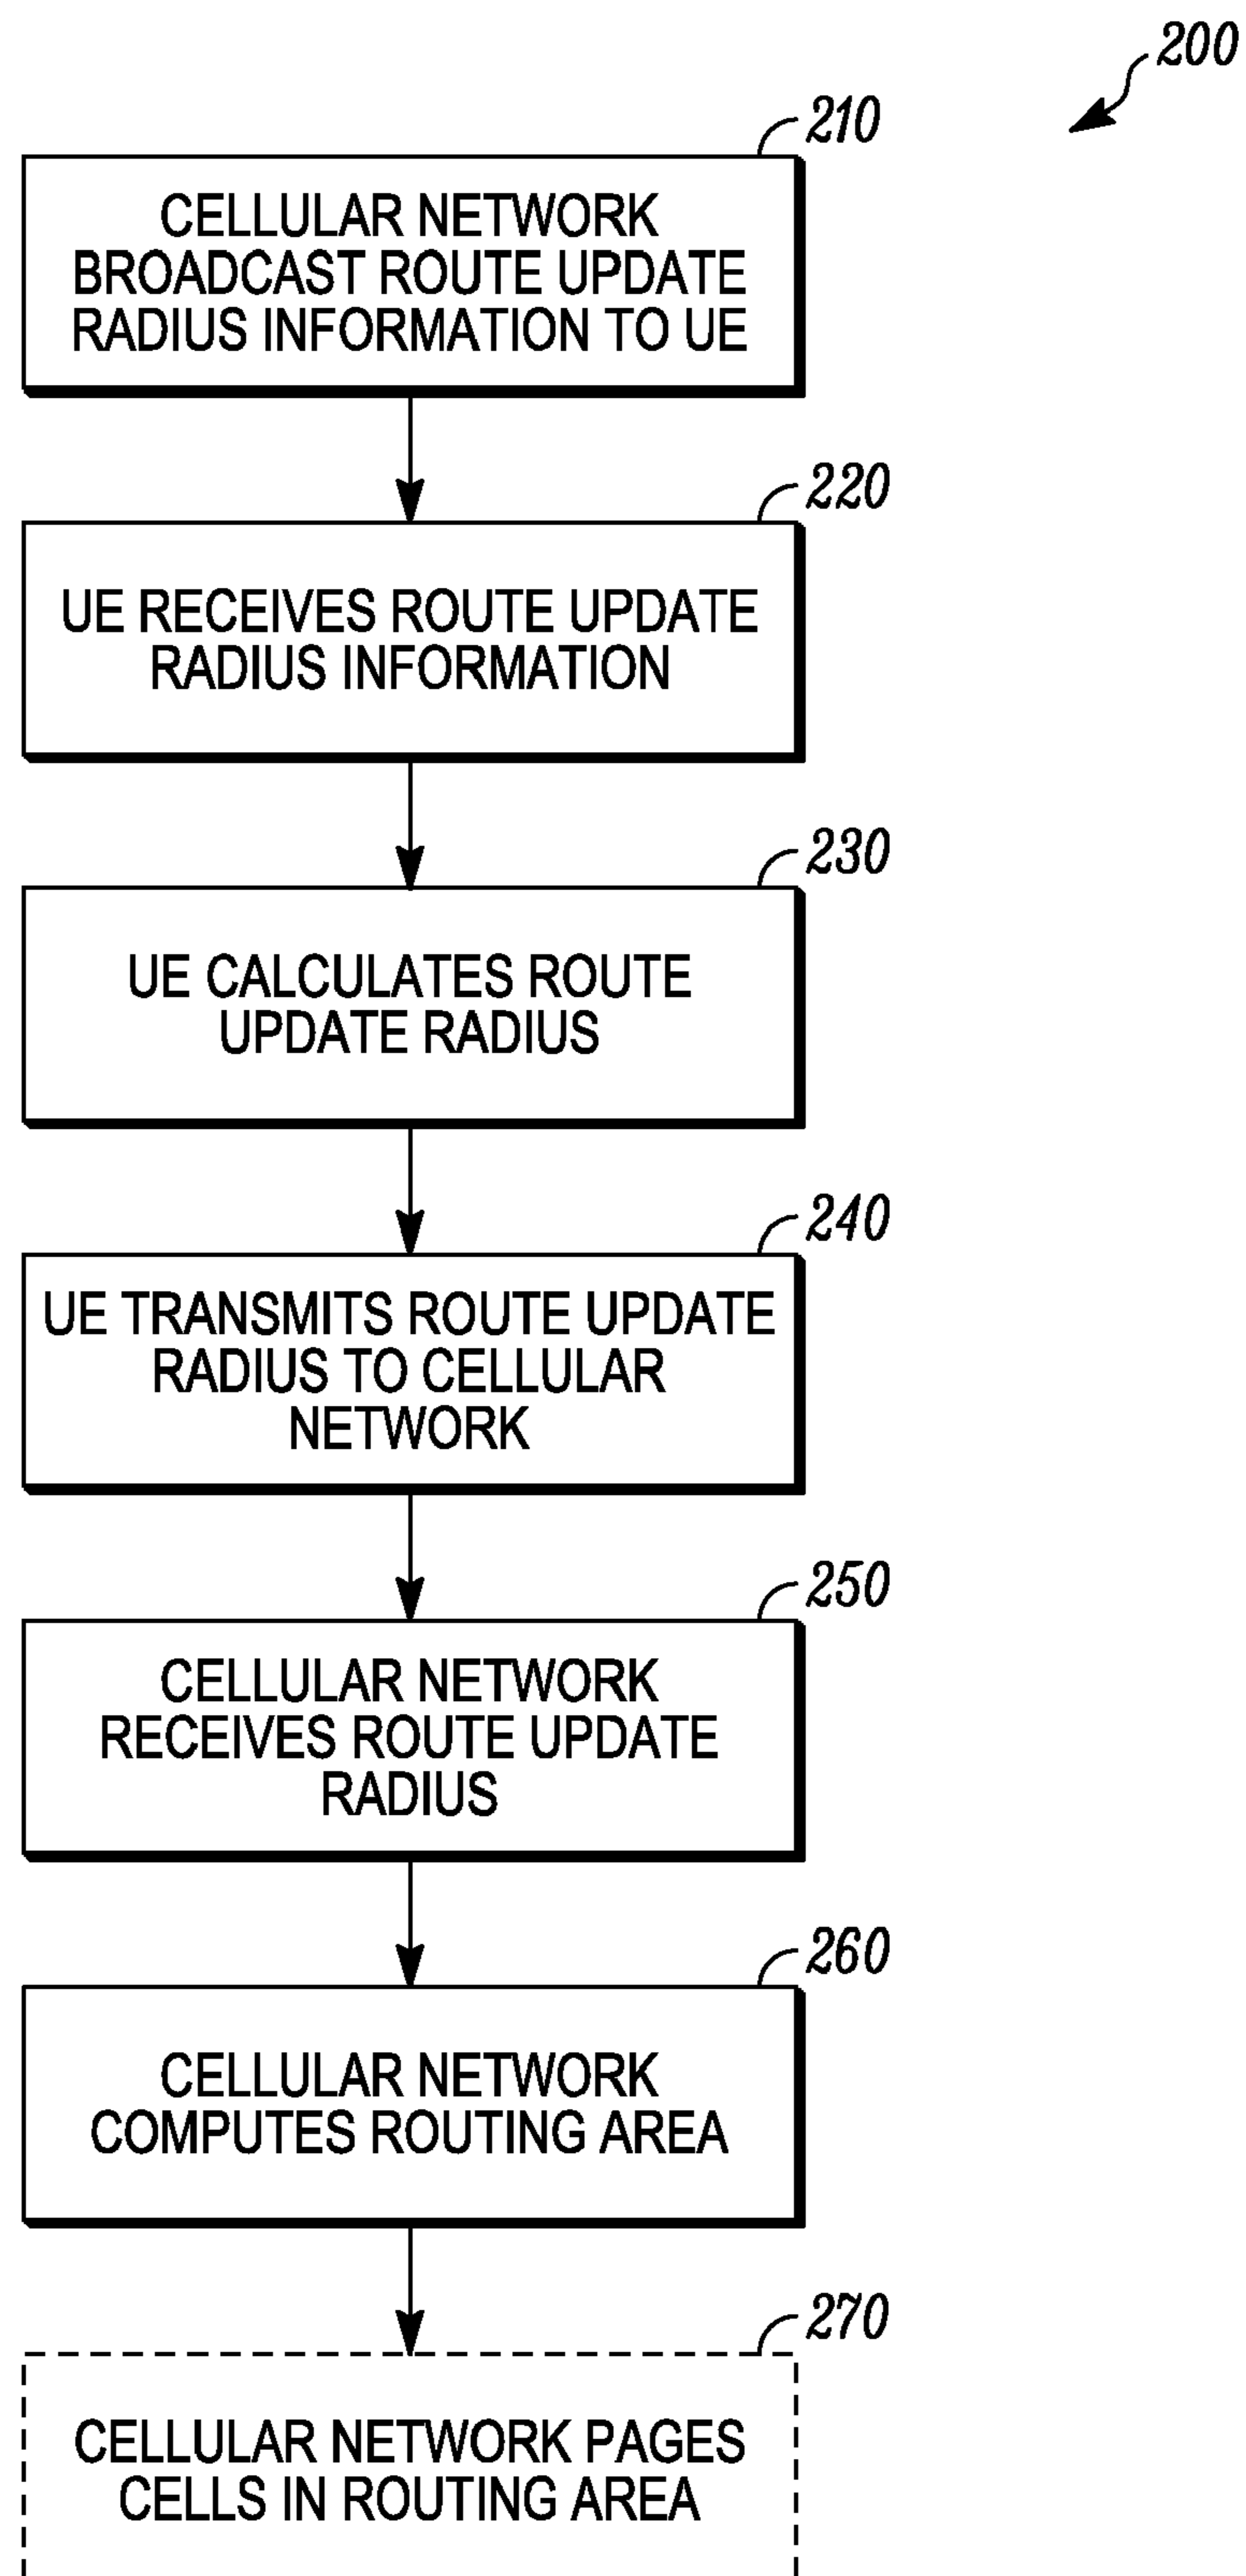 200
210
CELLULAR NETWORK
BROADCAST ROUTE UPDATE
RADIUS INFORMATION TO UE
220
UE RECEIVES ROUTE UPDATE
RADIUS INFORMATION
230
UE CALCULATES ROUTE
UPDATE RADIUS
240
UE TRANSMITS ROUTE UPDATE
RADIUS TO CELLULAR
NETWORK
250
CELLULAR NETWORK
RECEIVES ROUTE UPDATE
RADIUS
260
CELLULAR NETWORK
COMPUTES ROUTING AREA
270
CELLULAR NETWORK PAGES
CELLS IN ROUTING AREA